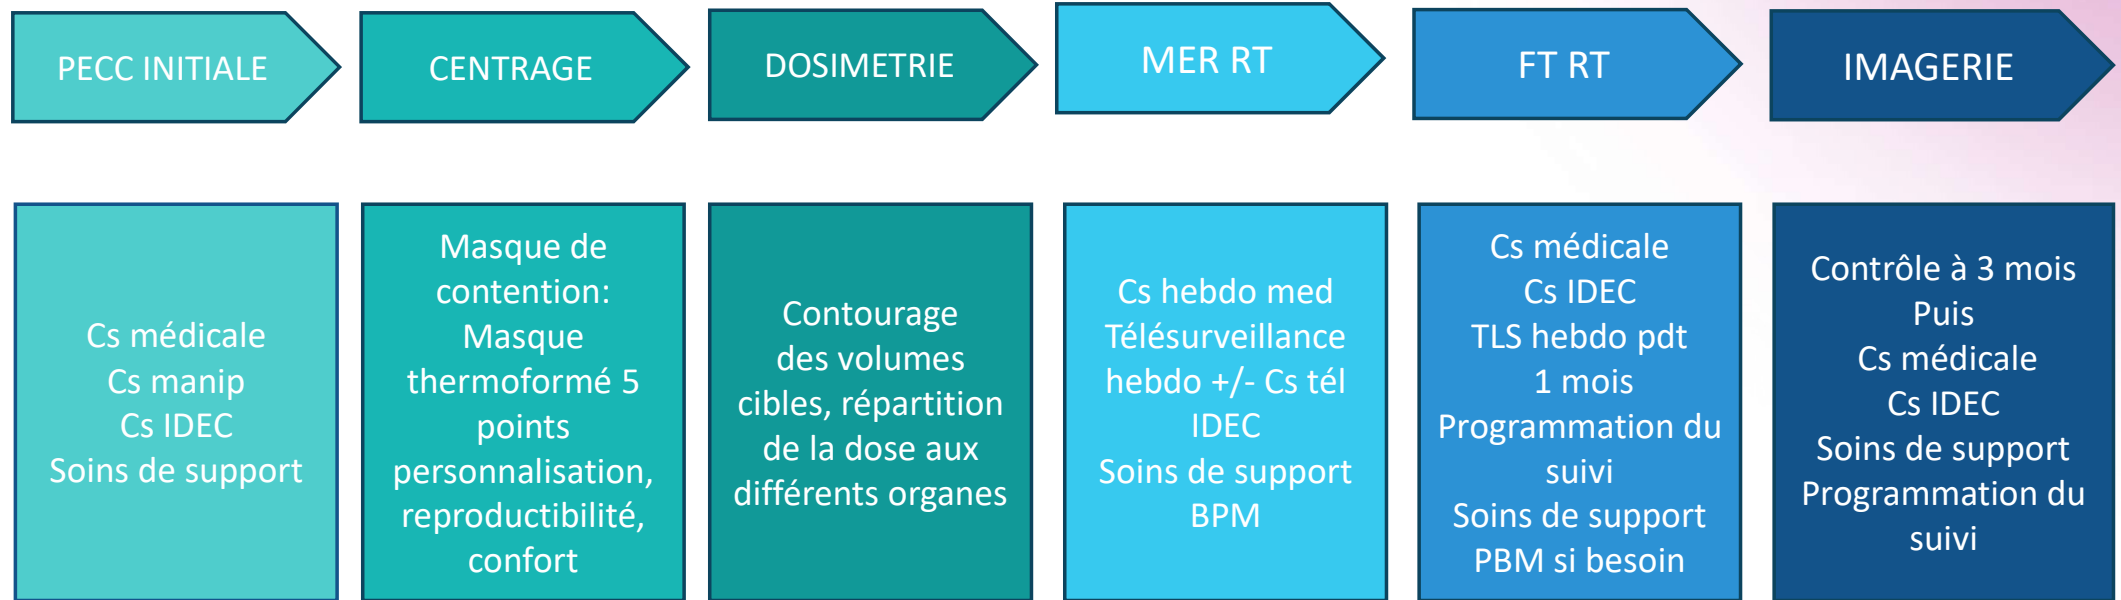 PECC INITIALE
CENTRAGE
DOSIMETRIE
MER RT
FT RT
IMAGERIE
Cs médicale
Cs manip
Cs IDEC
Soins de support
Masque de
contention:
Masque
thermoformé 5
points
personnalisation,
reproductibilité,
confort
Contourage
des volumes
cibles, répartition
de la dose aux
différents organes
Cs hebdo med
Télésurveillance
hebdo +/- Cs tél
IDEC
Soins de support
BPM
Cs médicale
Cs IDEC
TLS hebdo pdt
1 mois
Programmation du
suivi
Soins de support
PBM si besoin
Contrôle à 3 mois
Puis
Cs médicale
Cs IDEC
Soins de support
Programmation du
suivi